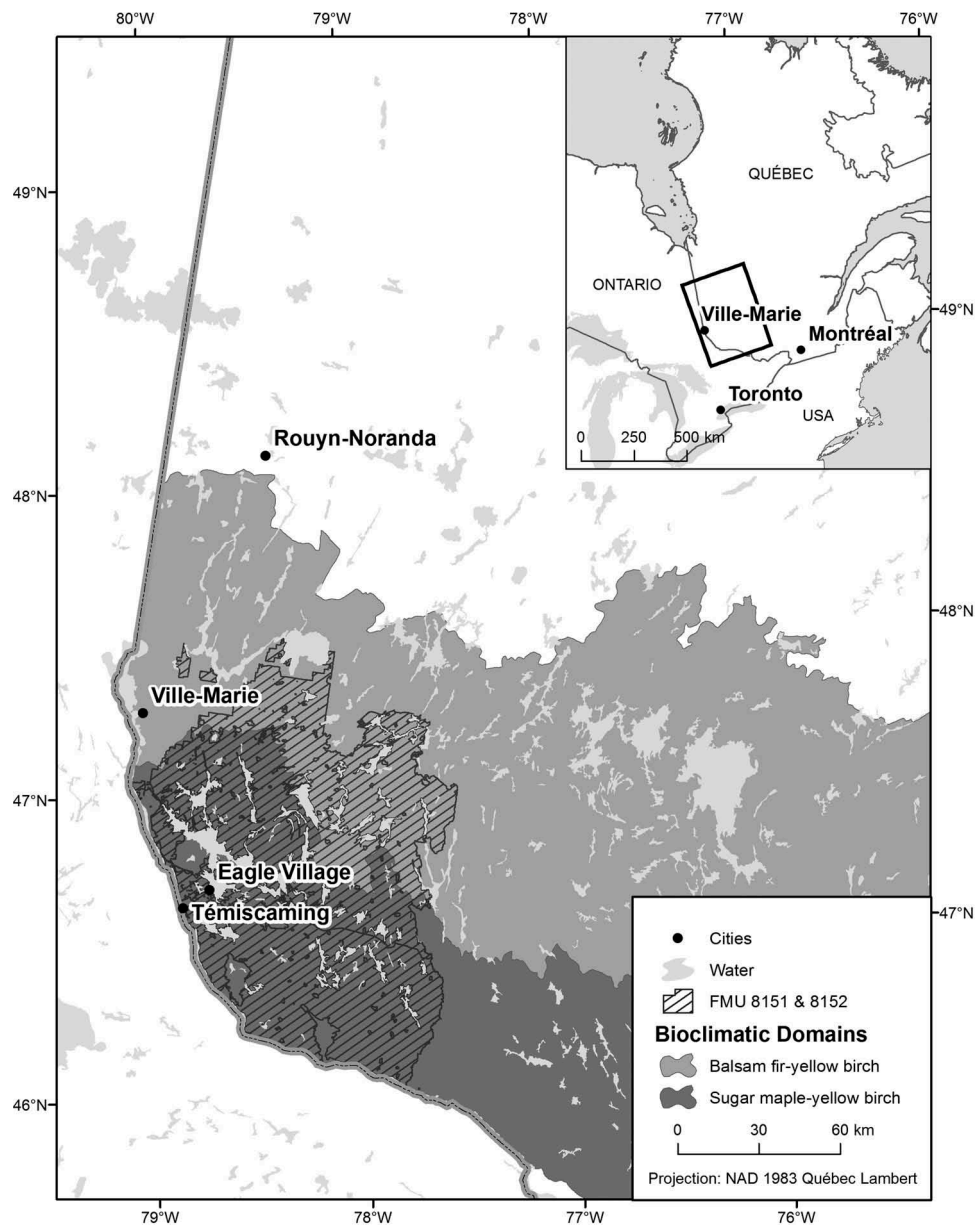 80°W 79°W 78°W 77°W 76°W
49°N
48°N
47°N
46°N
QUÉBEC
ONTARIO
Ville-Marie
Montréal
Toronto
USA
0 250 500 km
49°N
48°N
47°N
Rouyn-Noranda
Ville-Marie
Eagle Village
Témiscaming
Cities
Water
FMU 8151 & 8152
Bioclimatic Domains
Balsam fir-yellow birch
Sugar maple-yellow birch
0 30 60 km
Projection: NAD 1983 Québec Lambert
79°W 78°W 77°W 76°W